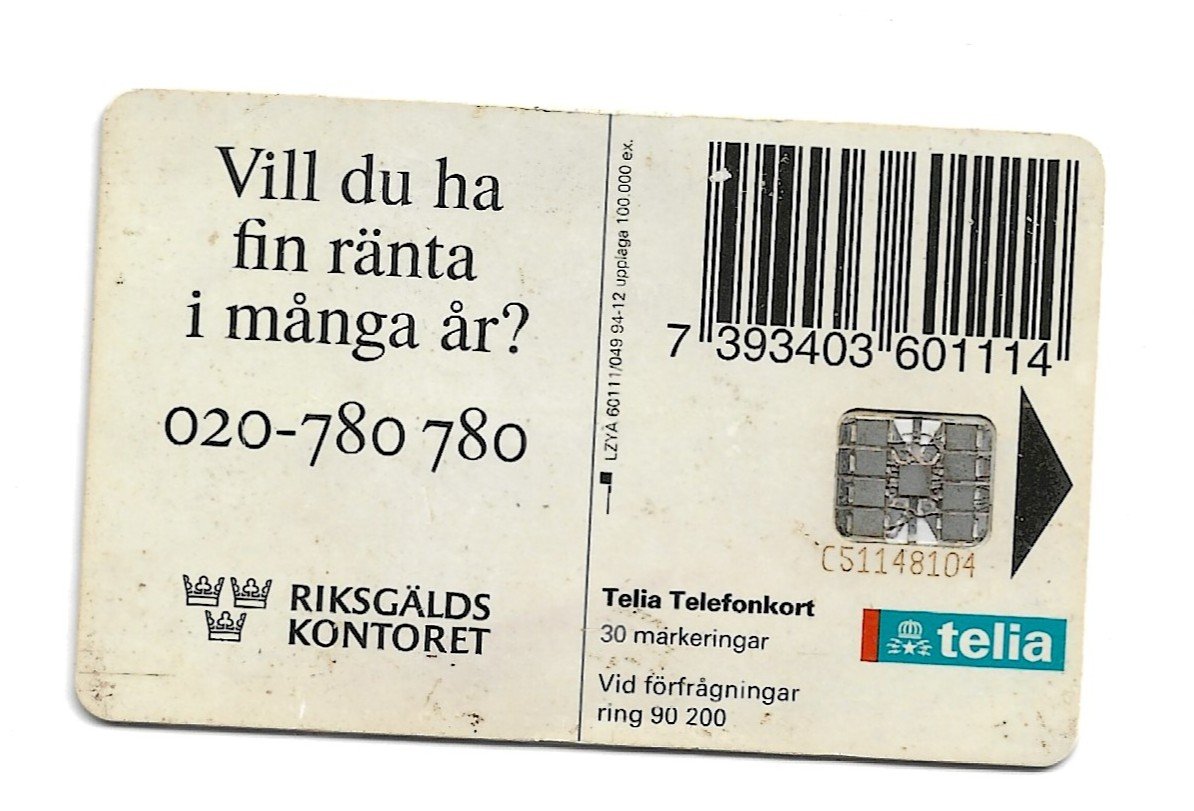 Vill du ha
fin ränta
i många år?
020-780 780
RIKSGÄLDS
KONTORET
LZYA 60111/049 94-12 upplaga 100.000 ex.
7 393403 601114
C51148104
Telia Telefonkort
30 markeringar
telia
Vid förfrågningar
ring 90 200